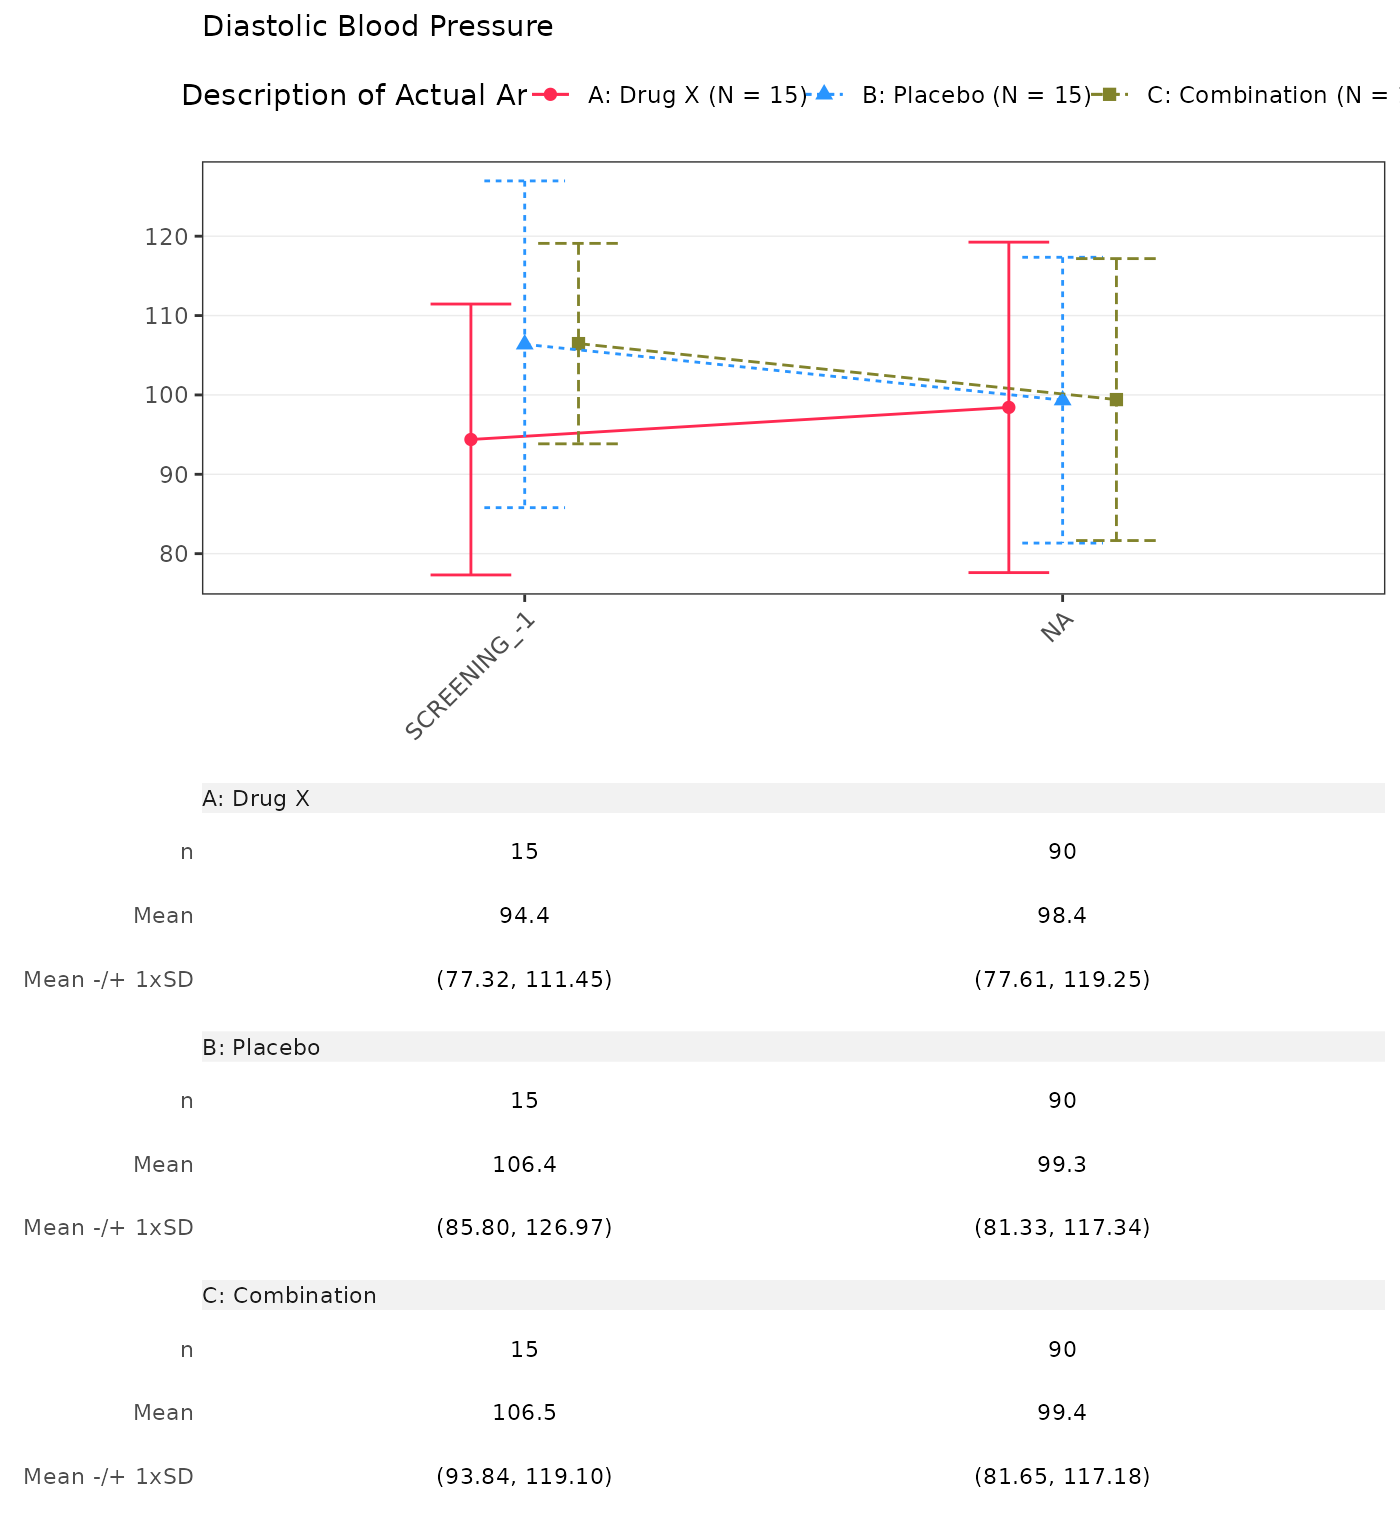 Diastolic Blood Pressure
Description of Actual Ar A: Drug X (N = 15) B: Placebo (N = 15) C: Combination (N =
120
110
100
90
80
SCREENING_-1 NA
A: Drug X
n 15 90
Mean 94.4 98.4
Mean -/+ 1xSD (77.32, 111.45) (77.61, 119.25)
B: Placebo
n 15 90
Mean 106.4 99.3
Mean -/+ 1xSD (85.80, 126.97) (81.33, 117.34)
C: Combination
n 15 90
Mean 106.5 99.4
Mean -/+ 1xSD (93.84, 119.10) (81.65, 117.18)